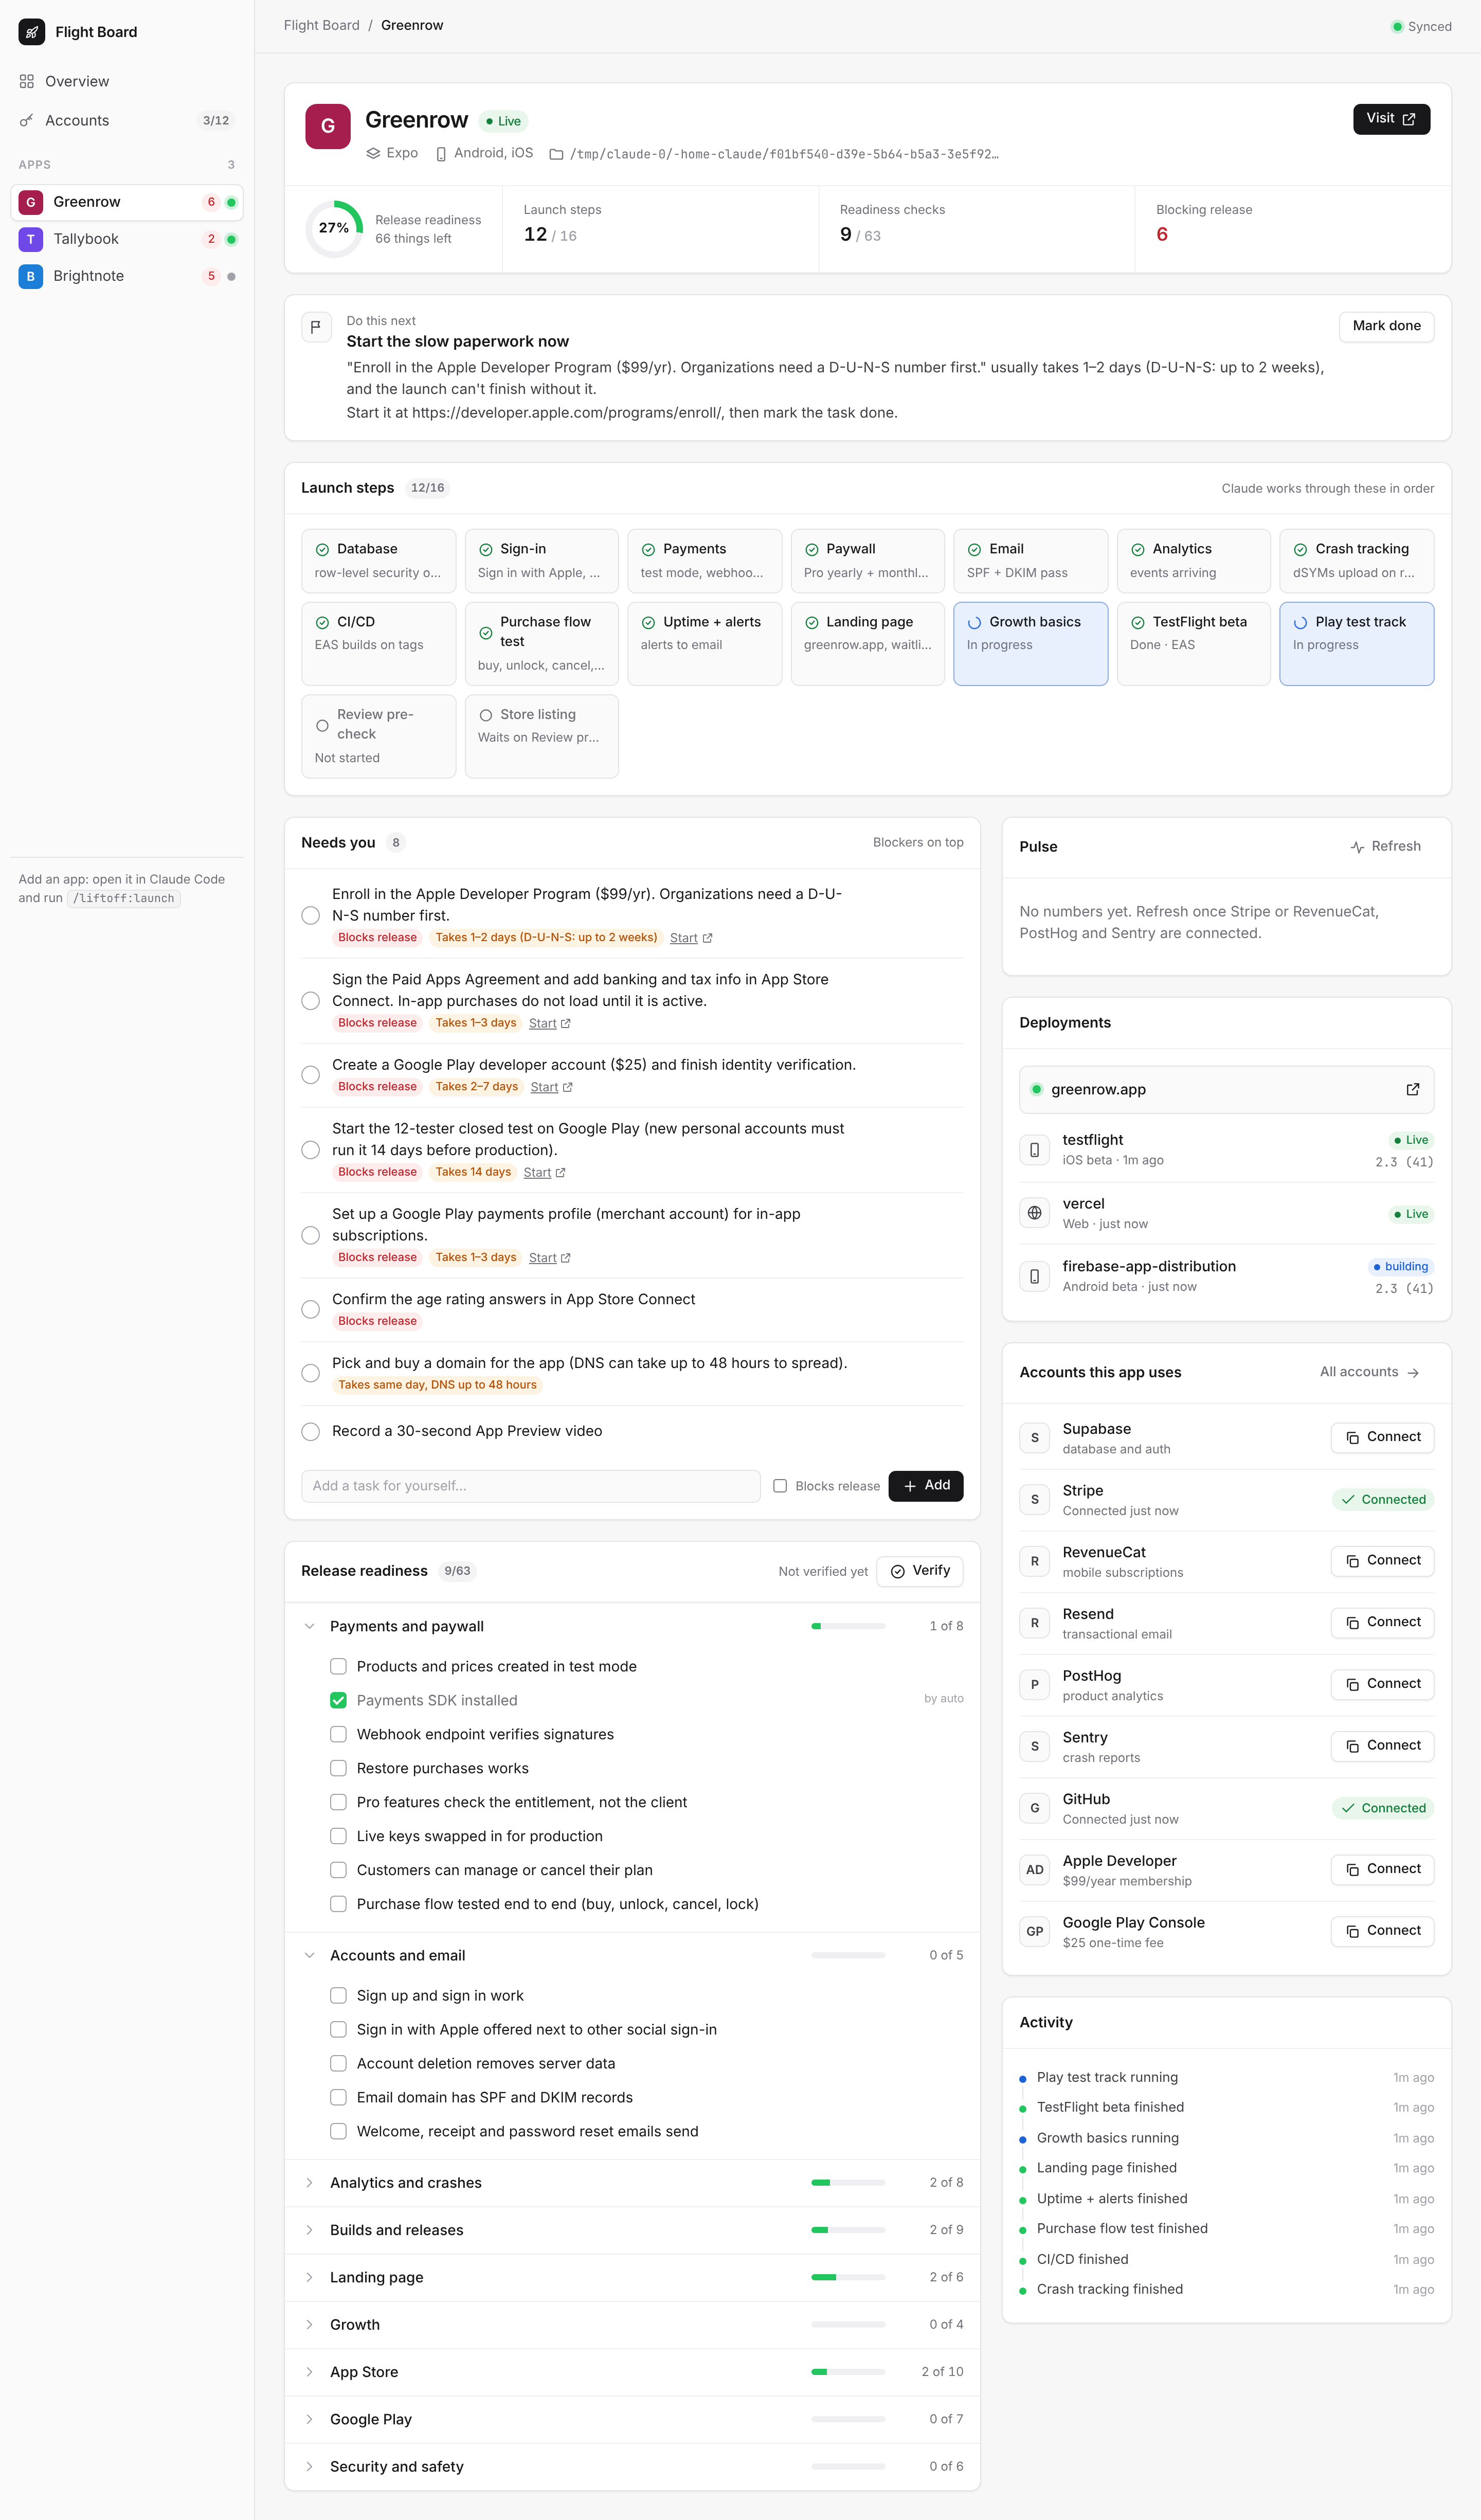 Flight Board
Overview
Accounts 3/12
APPS 3
G Greenrow 6
T Tallybook 2
B Brightnote 5
Add an app: open it in Claude Code
and run /liftoff:launch
Flight Board / Greenrow
Synced
G
Greenrow Live
Visit
Expo Android, iOS /tmp/claude-0/-home-claude/f01bf540-d39e-5b64-b5a3-3e5f92…
27%
Release readiness
66 things left
Launch steps
12 / 16
Readiness checks
9 / 63
Blocking release
6
Do this next
Start the slow paperwork now
"Enroll in the Apple Developer Program ($99/yr). Organizations need a D-U-N-S number first." usually takes 1–2 days (D-U-N-S: up to 2 weeks),
and the launch can't finish without it.
Start it at https://developer.apple.com/programs/enroll/, then mark the task done.
Mark done
Launch steps 12/16
Claude works through these in order
Database
row-level security o…
Sign-in
Sign in with Apple, …
Payments
test mode, webhoo…
Paywall
Pro yearly + monthl…
Email
SPF + DKIM pass
Analytics
events arriving
Crash tracking
dSYMs upload on r…
CI/CD
EAS builds on tags
Purchase flow
test
buy, unlock, cancel,…
Uptime + alerts
alerts to email
Landing page
greenrow.app, waitli…
Growth basics
In progress
TestFlight beta
Done · EAS
Play test track
In progress
Review pre-
check
Not started
Store listing
Waits on Review pr…
Needs you 8
Blockers on top
Enroll in the Apple Developer Program ($99/yr). Organizations need a D-U-
N-S number first.
Blocks release Takes 1–2 days (D-U-N-S: up to 2 weeks) Start
Sign the Paid Apps Agreement and add banking and tax info in App Store
Connect. In-app purchases do not load until it is active.
Blocks release Takes 1–3 days Start
Create a Google Play developer account ($25) and finish identity verification.
Blocks release Takes 2–7 days Start
Start the 12-tester closed test on Google Play (new personal accounts must
run it 14 days before production).
Blocks release Takes 14 days Start
Set up a Google Play payments profile (merchant account) for in-app
subscriptions.
Blocks release Takes 1–3 days Start
Confirm the age rating answers in App Store Connect
Blocks release
Pick and buy a domain for the app (DNS can take up to 48 hours to spread).
Takes same day, DNS up to 48 hours
Record a 30-second App Preview video
Add a task for yourself…
Blocks release
Add
Release readiness 9/63
Not verified yet
Verify
Payments and paywall 1 of 8
Products and prices created in test mode
Payments SDK installed by auto
Webhook endpoint verifies signatures
Restore purchases works
Pro features check the entitlement, not the client
Live keys swapped in for production
Customers can manage or cancel their plan
Purchase flow tested end to end (buy, unlock, cancel, lock)
Accounts and email 0 of 5
Sign up and sign in work
Sign in with Apple offered next to other social sign-in
Account deletion removes server data
Email domain has SPF and DKIM records
Welcome, receipt and password reset emails send
Analytics and crashes 2 of 8
Builds and releases 2 of 9
Landing page 2 of 6
Growth 0 of 4
App Store 2 of 10
Google Play 0 of 7
Security and safety 0 of 6
Pulse
Refresh
No numbers yet. Refresh once Stripe or RevenueCat,
PostHog and Sentry are connected.
Deployments
greenrow.app
testflight Live
iOS beta · 1m ago 2.3 (41)
vercel
Web · just now
Live
firebase-app-distribution building
Android beta · just now 2.3 (41)
Accounts this app uses
All accounts
S Supabase
database and auth
Connect
S Stripe
Connected just now
Connected
R RevenueCat
mobile subscriptions
Connect
R Resend
transactional email
Connect
P PostHog
product analytics
Connect
S Sentry
crash reports
Connect
G GitHub
Connected just now
Connected
AD Apple Developer
$99/year membership
Connect
GP Google Play Console
$25 one-time fee
Connect
Activity
Play test track running 1m ago
TestFlight beta finished 1m ago
Growth basics running 1m ago
Landing page finished 1m ago
Uptime + alerts finished 1m ago
Purchase flow test finished 1m ago
CI/CD finished 1m ago
Crash tracking finished 1m ago